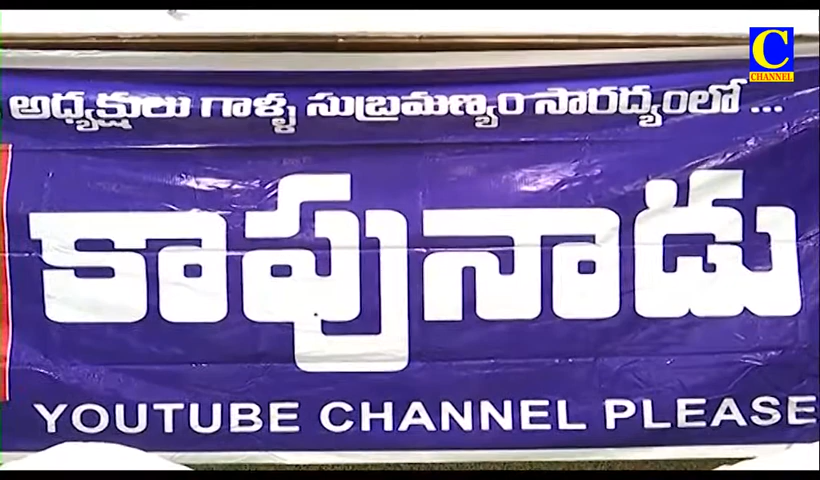 C
CHANNEL
అధ్యక్షులు గాళ్ళ సుబ్రమణ్యం సారధ్యంలో ...
కాపునాడు
YOUTUBE CHANNEL PLEASE